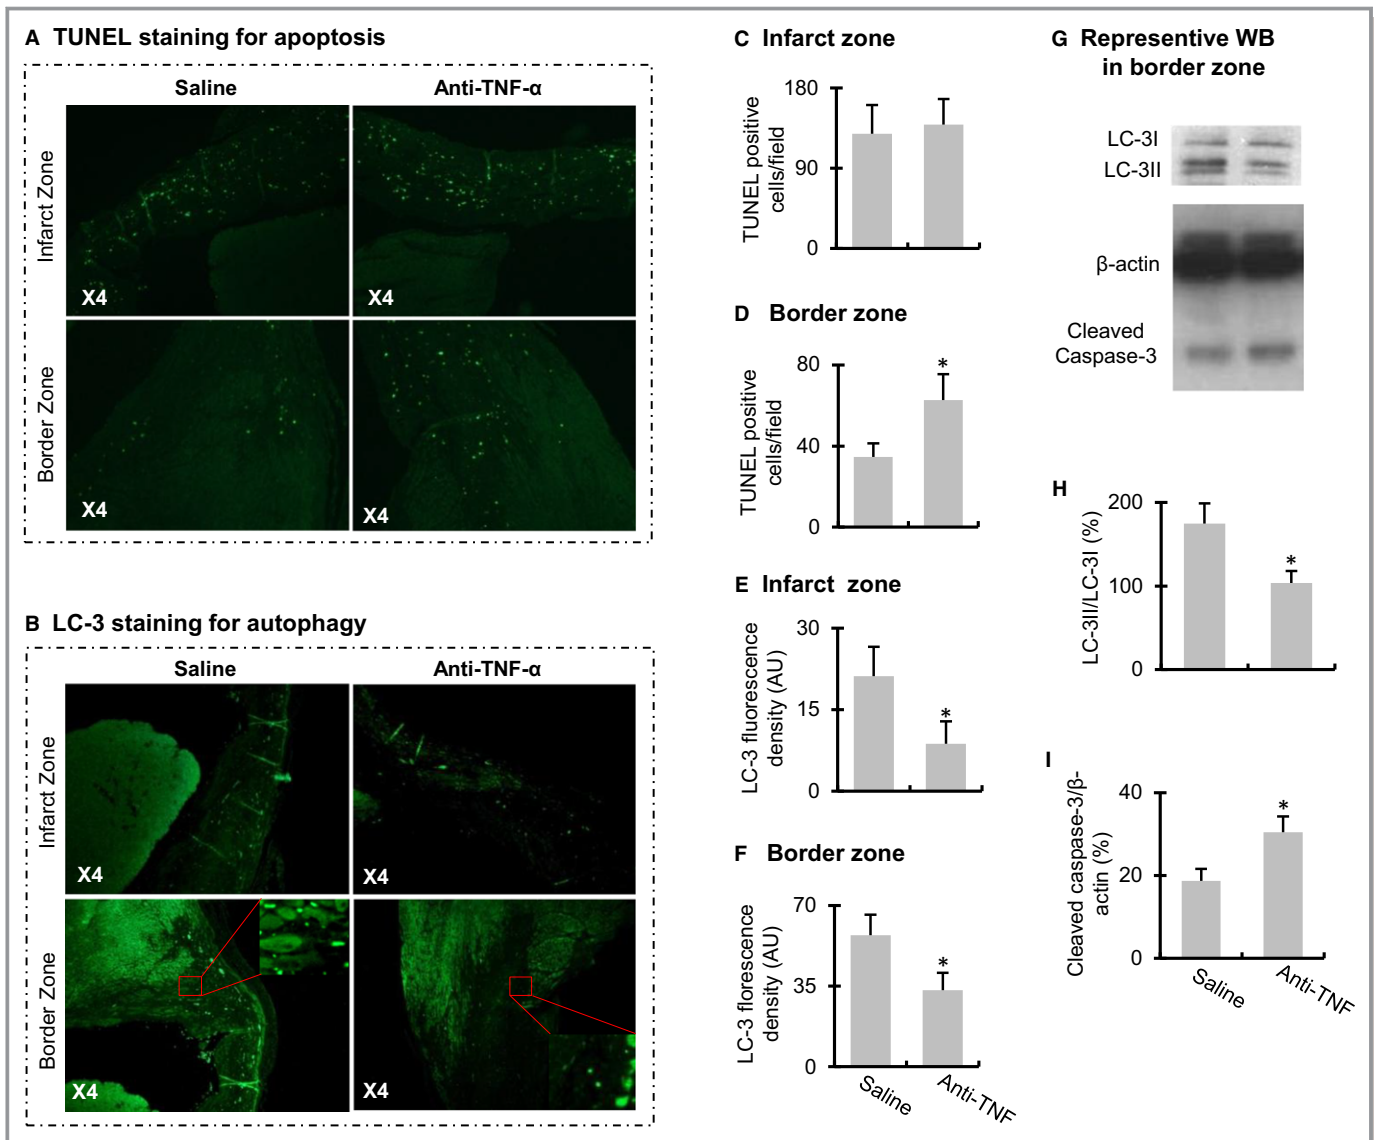 A TUNEL staining for apoptosis
Saline
Anti-TNF-α
Infarct Zone
X4
X4
Border Zone
X4
X4
B LC-3 staining for autophagy
Saline
Anti-TNF-α
Infarct Zone
X4
X4
Border Zone
X4
X4
C Infarct zone
TUNEL positive
cells/field
180
90
0
D Border zone
TUNEL positive
cells/field
80
40
0
*
E Infarct zone
LC-3 fluorescence
density (AU)
30
15
0
*
F Border zone
LC-3 florescence
density (AU)
70
35
0
*
Saline
Anti-TNF
G Representive WB
in border zone
LC-3I
LC-3II
β-actin
Cleaved
Caspase-3
H
LC-3II/LC-3I (%)
200
100
0
*
I
Cleaved caspase-3/β-
actin (%)
40
20
0
*
Saline
Anti-TNF